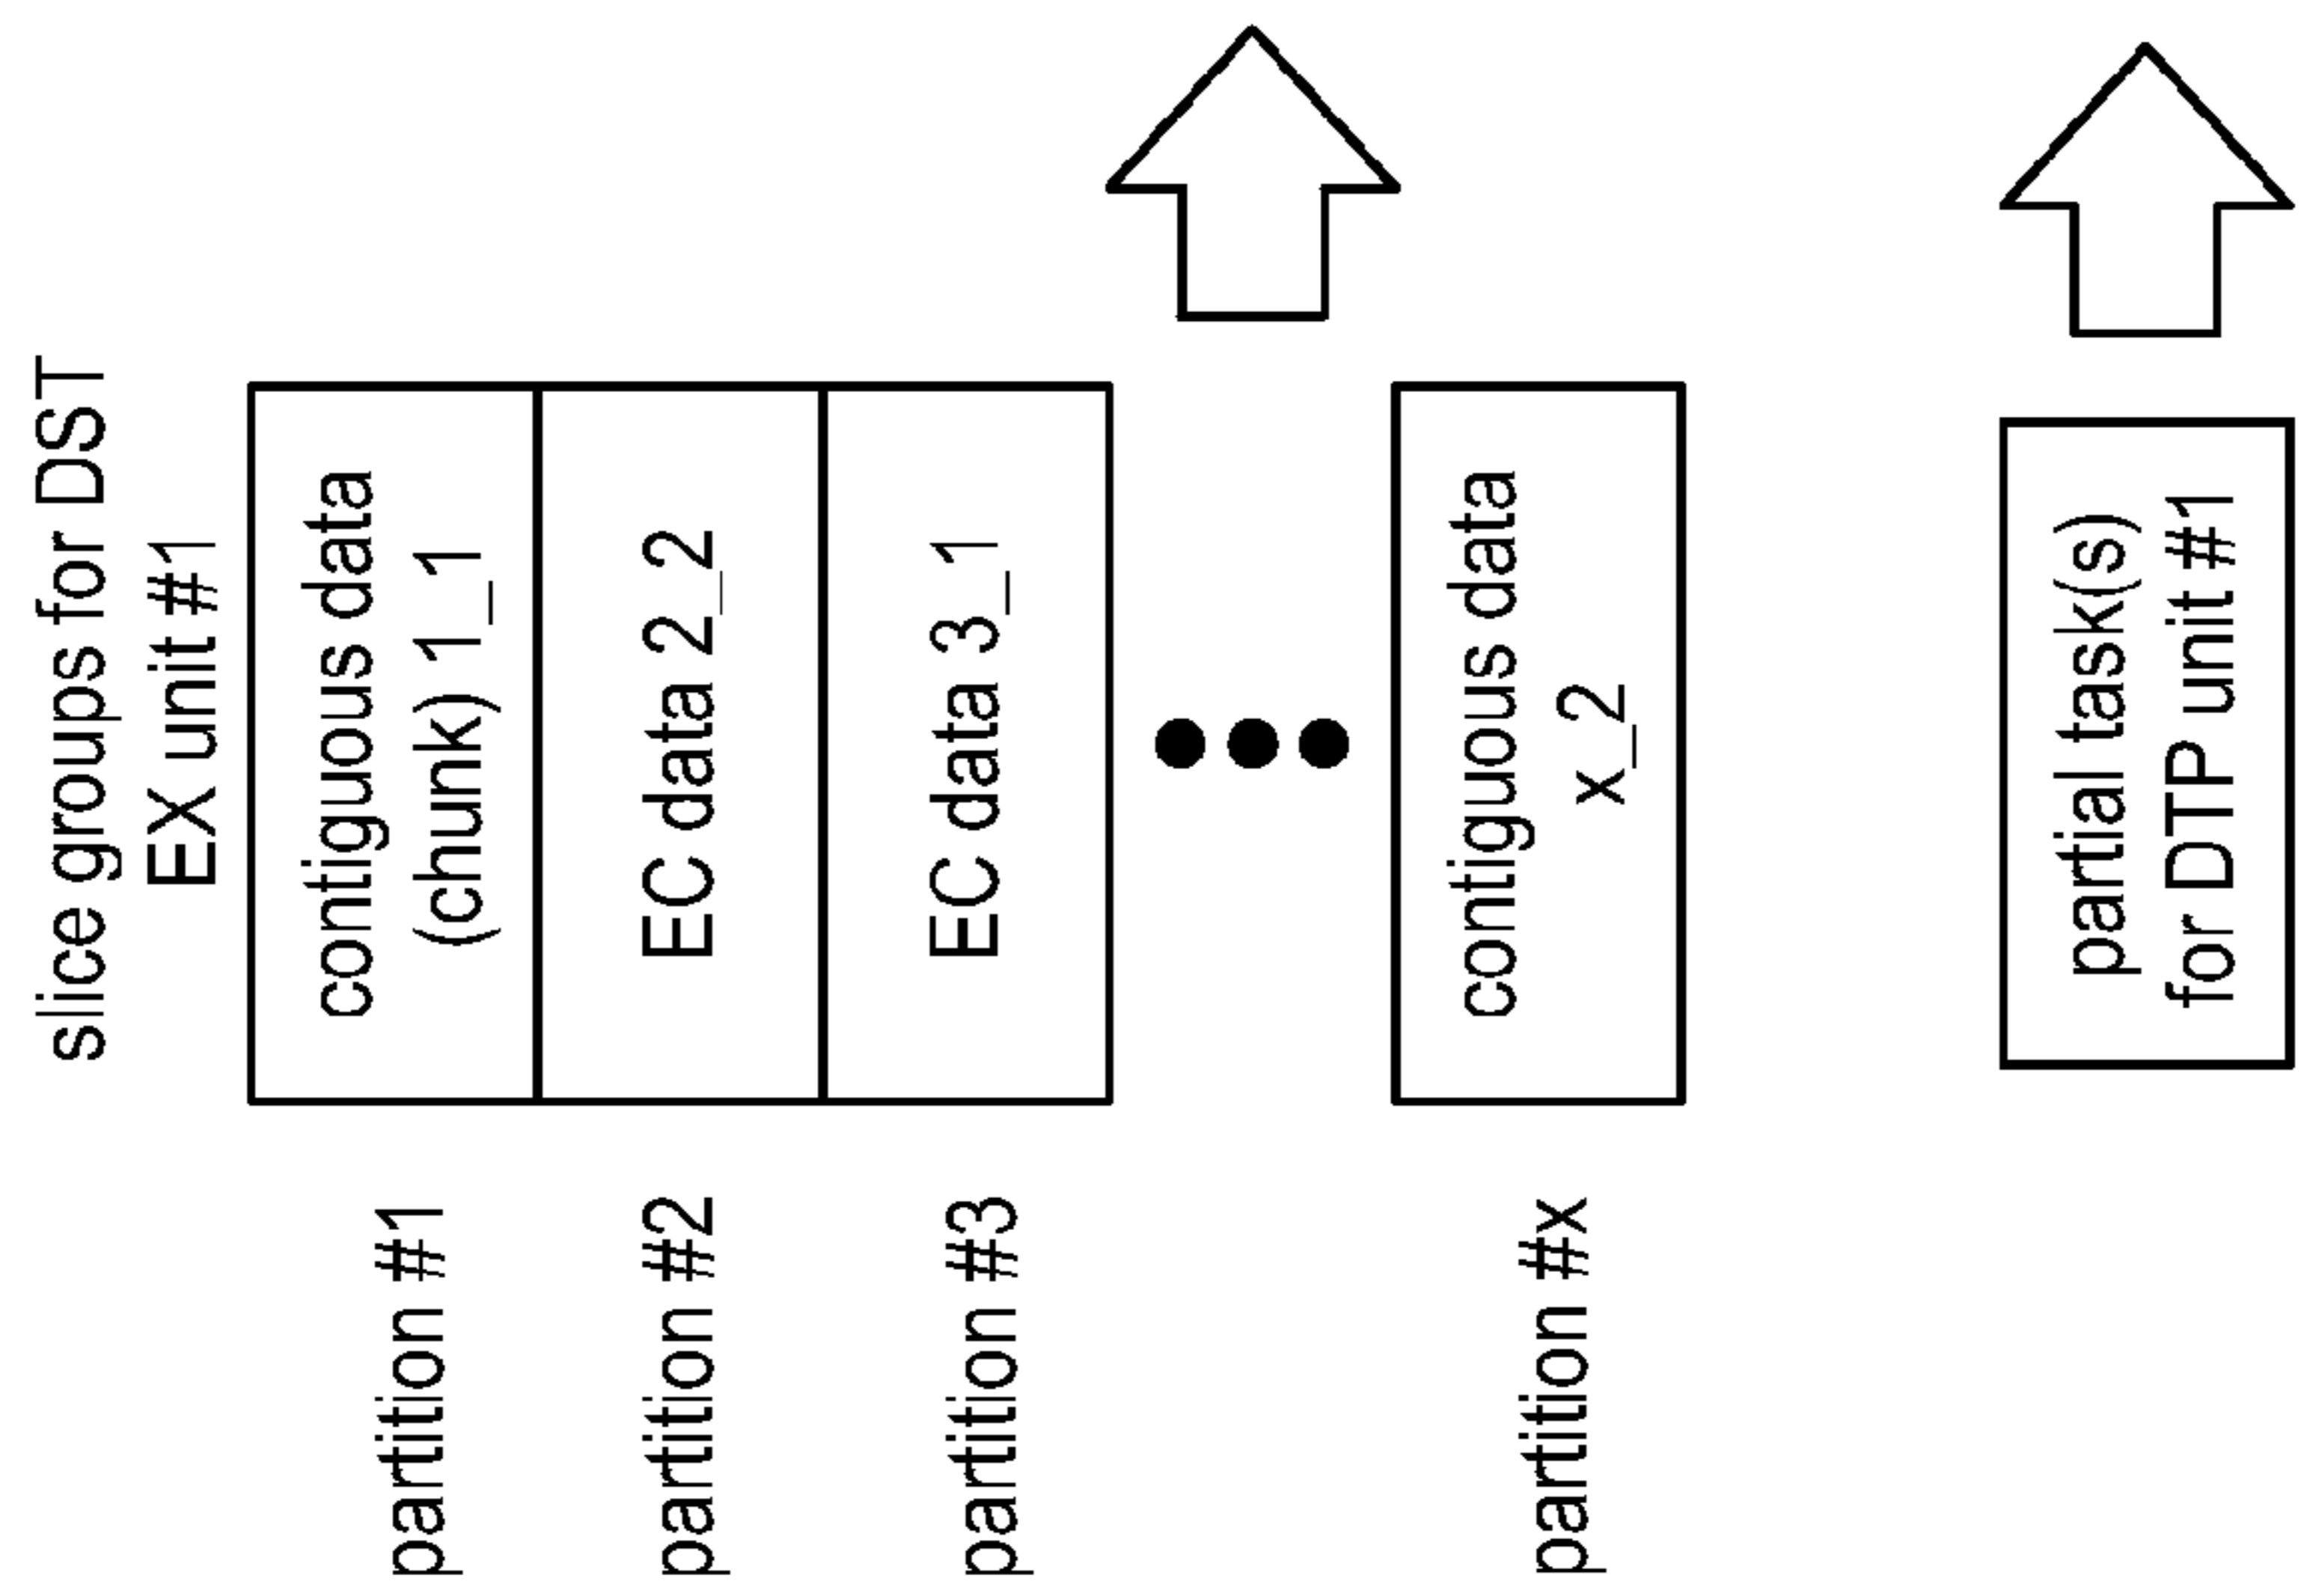 slice groups for DST
EX unit #1
partition #1
contiguous data
(chunk) 1_1
partition #2
EC data 2_2
partition #3
EC data 3_1
partition #x
contiguous data
x_2
partial task(s)
for DTP unit #1